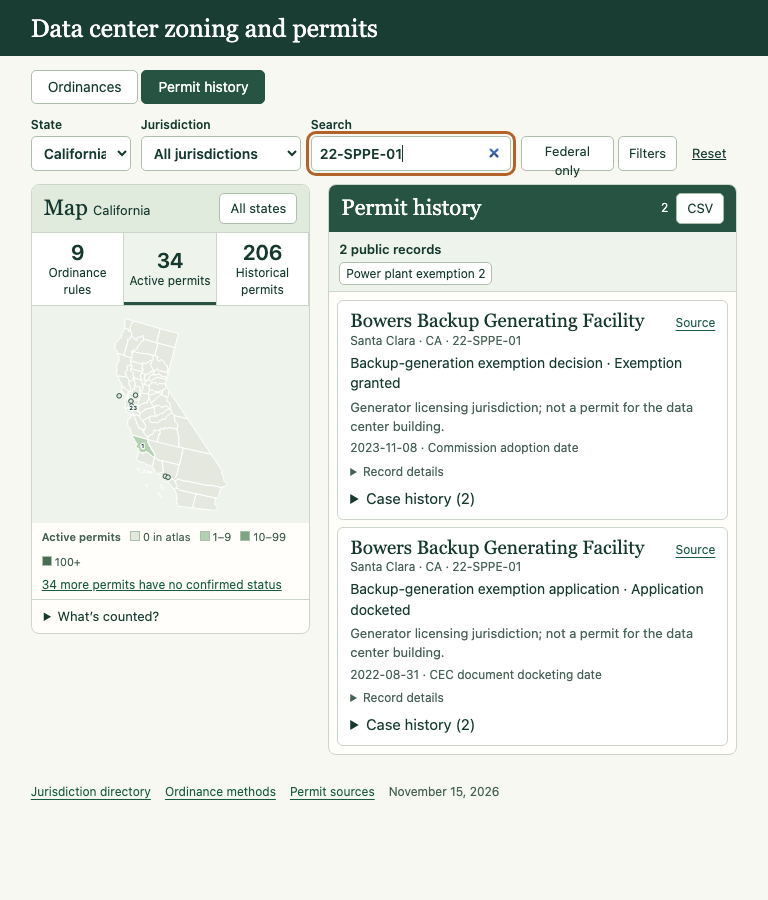 Data center zoning and permits
Ordinances
Permit history
State
Jurisdiction
Search
California
All jurisdictions
22-SPPE-01
Federal
only
Filters
Reset
Map California
All states
9
Ordinance
rules
34
Active permits
206
Historical
permits
23
1
Active permits
0 in atlas
1–9
10–99
100+
34 more permits have no confirmed status
What's counted?
Permit history
2
CSV
2 public records
Power plant exemption 2
Bowers Backup Generating Facility
Source
Santa Clara · CA · 22-SPPE-01
Backup-generation exemption decision · Exemption
granted
Generator licensing jurisdiction; not a permit for the data
center building.
2023-11-08 · Commission adoption date
Record details
Case history (2)
Bowers Backup Generating Facility
Source
Santa Clara · CA · 22-SPPE-01
Backup-generation exemption application · Application
docketed
Generator licensing jurisdiction; not a permit for the data
center building.
2022-08-31 · CEC document docketing date
Record details
Case history (2)
Jurisdiction directory
Ordinance methods
Permit sources
November 15, 2026